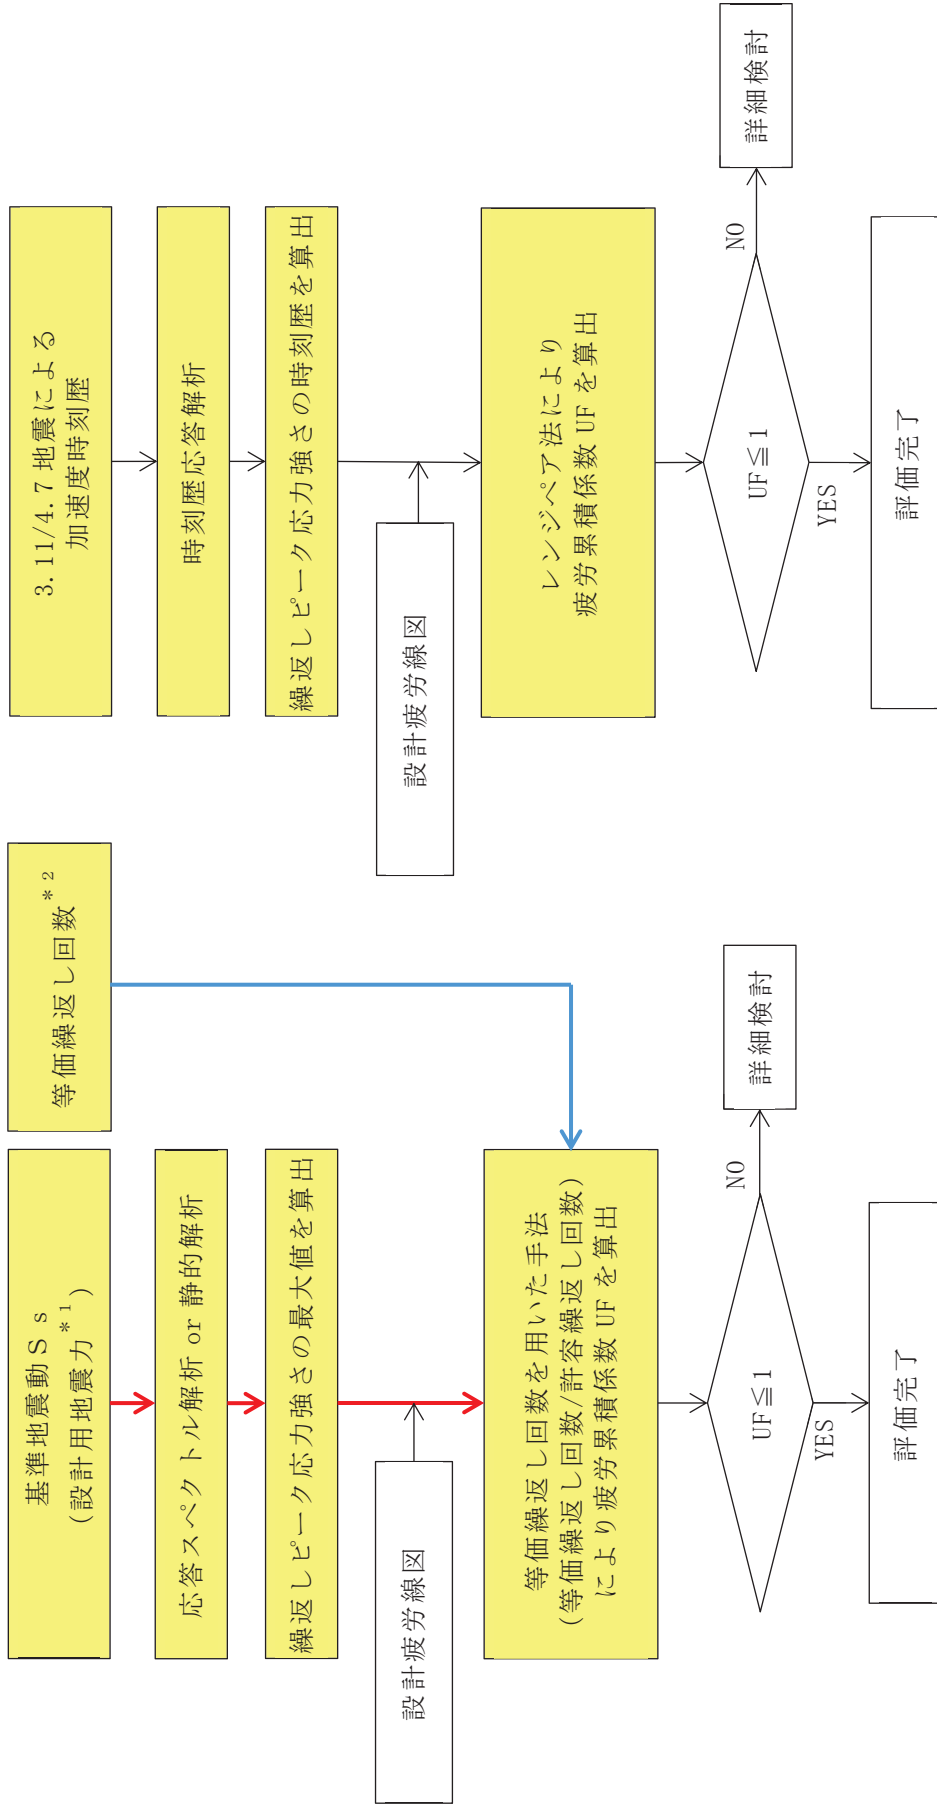 基準地震動Ｓｓ
(設計用地震力*1)
等価繰返し回数*2
応答スペクトル解析 or 静的解析
繰返しピーク応力強さの最大値を算出
設計疲労線図
等価繰返し回数を用いた手法
(等価繰返し回数/許容繰返し回数)
により疲労累積係数 UF を算出
UF≦1
NO
詳細検討
YES
評価完了
3.11/4.7 地震による
加速度時刻歴
時刻歴応答解析
繰返しピーク応力強さの時刻歴を算出
設計疲労線図
レンジペア法により
疲労累積係数 UF を算出
UF≦1
NO
詳細検討
YES
評価完了